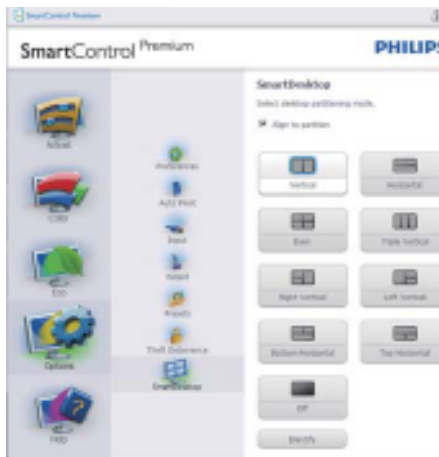 SmartControl Premium
SmartControl Premium
PHILIPS
SmartDesktop
Select desktop partitioning mode.
Align to partition
Adjust
Color
Eco
Options
Help
Preferences
Auto Pivot
Input
Presets
Theft Deterrence
SmartDesktop
Vertical
Horizontal
Even
Triple Vertical
Right Vertical
Left Vertical
Bottom Horizontal
Top Horizontal
Off
Identify